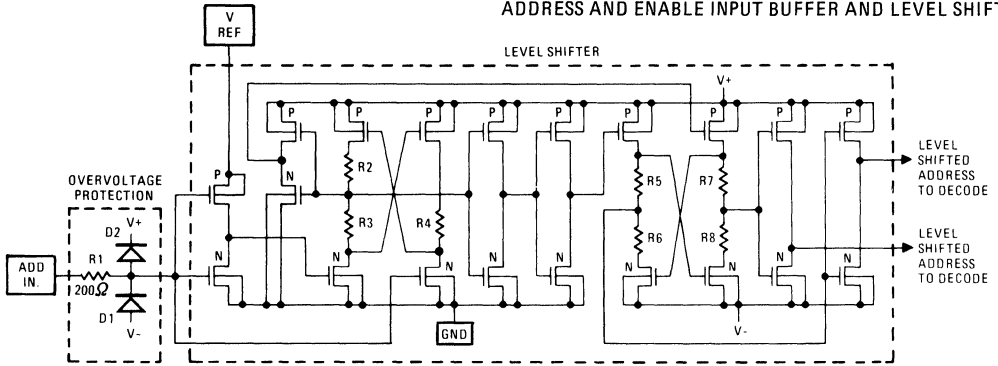 ADDRESS AND ENABLE INPUT BUFFER AND LEVEL SHIFT
V
REF
LEVEL SHIFTER
V+
P
P
P
P
P
P
P
P
P
R2
R5
R7
LEVEL
SHIFTED
ADDRESS
TO DECODE
P
N
OVERVOLTAGE
PROTECTION
V+
D2
R3
R4
R6
R8
LEVEL
SHIFTED
ADDRESS
TO DECODE
ADD
IN.
R1
200Ω
N
N
N
N
N
N
N
N
N
D1
V-
GND
V-